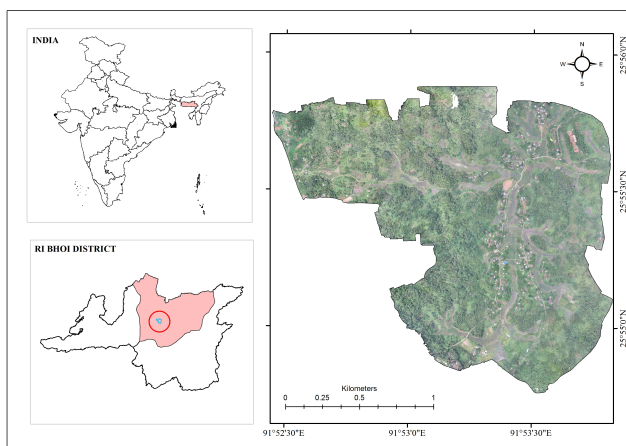 INDIA
RI BHOI DISTRICT
N
W E
S
25°56'0"N
25°55'30"N
25°55'0"N
Kilometers
0 0.25 0.5 1
91°52'30"E 91°53'0"E 91°53'30"E